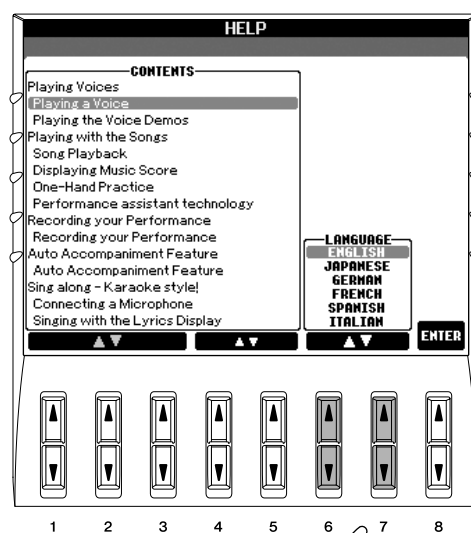 HELP
CONTENTS
Playing Voices
Playing a Voice
Playing the Voice Demos
Playing with the Songs
Song Playback
Displaying Music Score
One-Hand Practice
Performance assistant technology
Recording your Performance
Recording your Performance
Auto Accompaniment Feature
Auto Accompaniment Feature
Sing along - Karaoke style!
Connecting a Microphone
Singing with the Lyrics Display
LANGUAGE
ENGLISH
JAPANESE
GERMAN
FRENCH
SPANISH
ITALIAN
ENTER
1 2 3 4 5 6 7 8